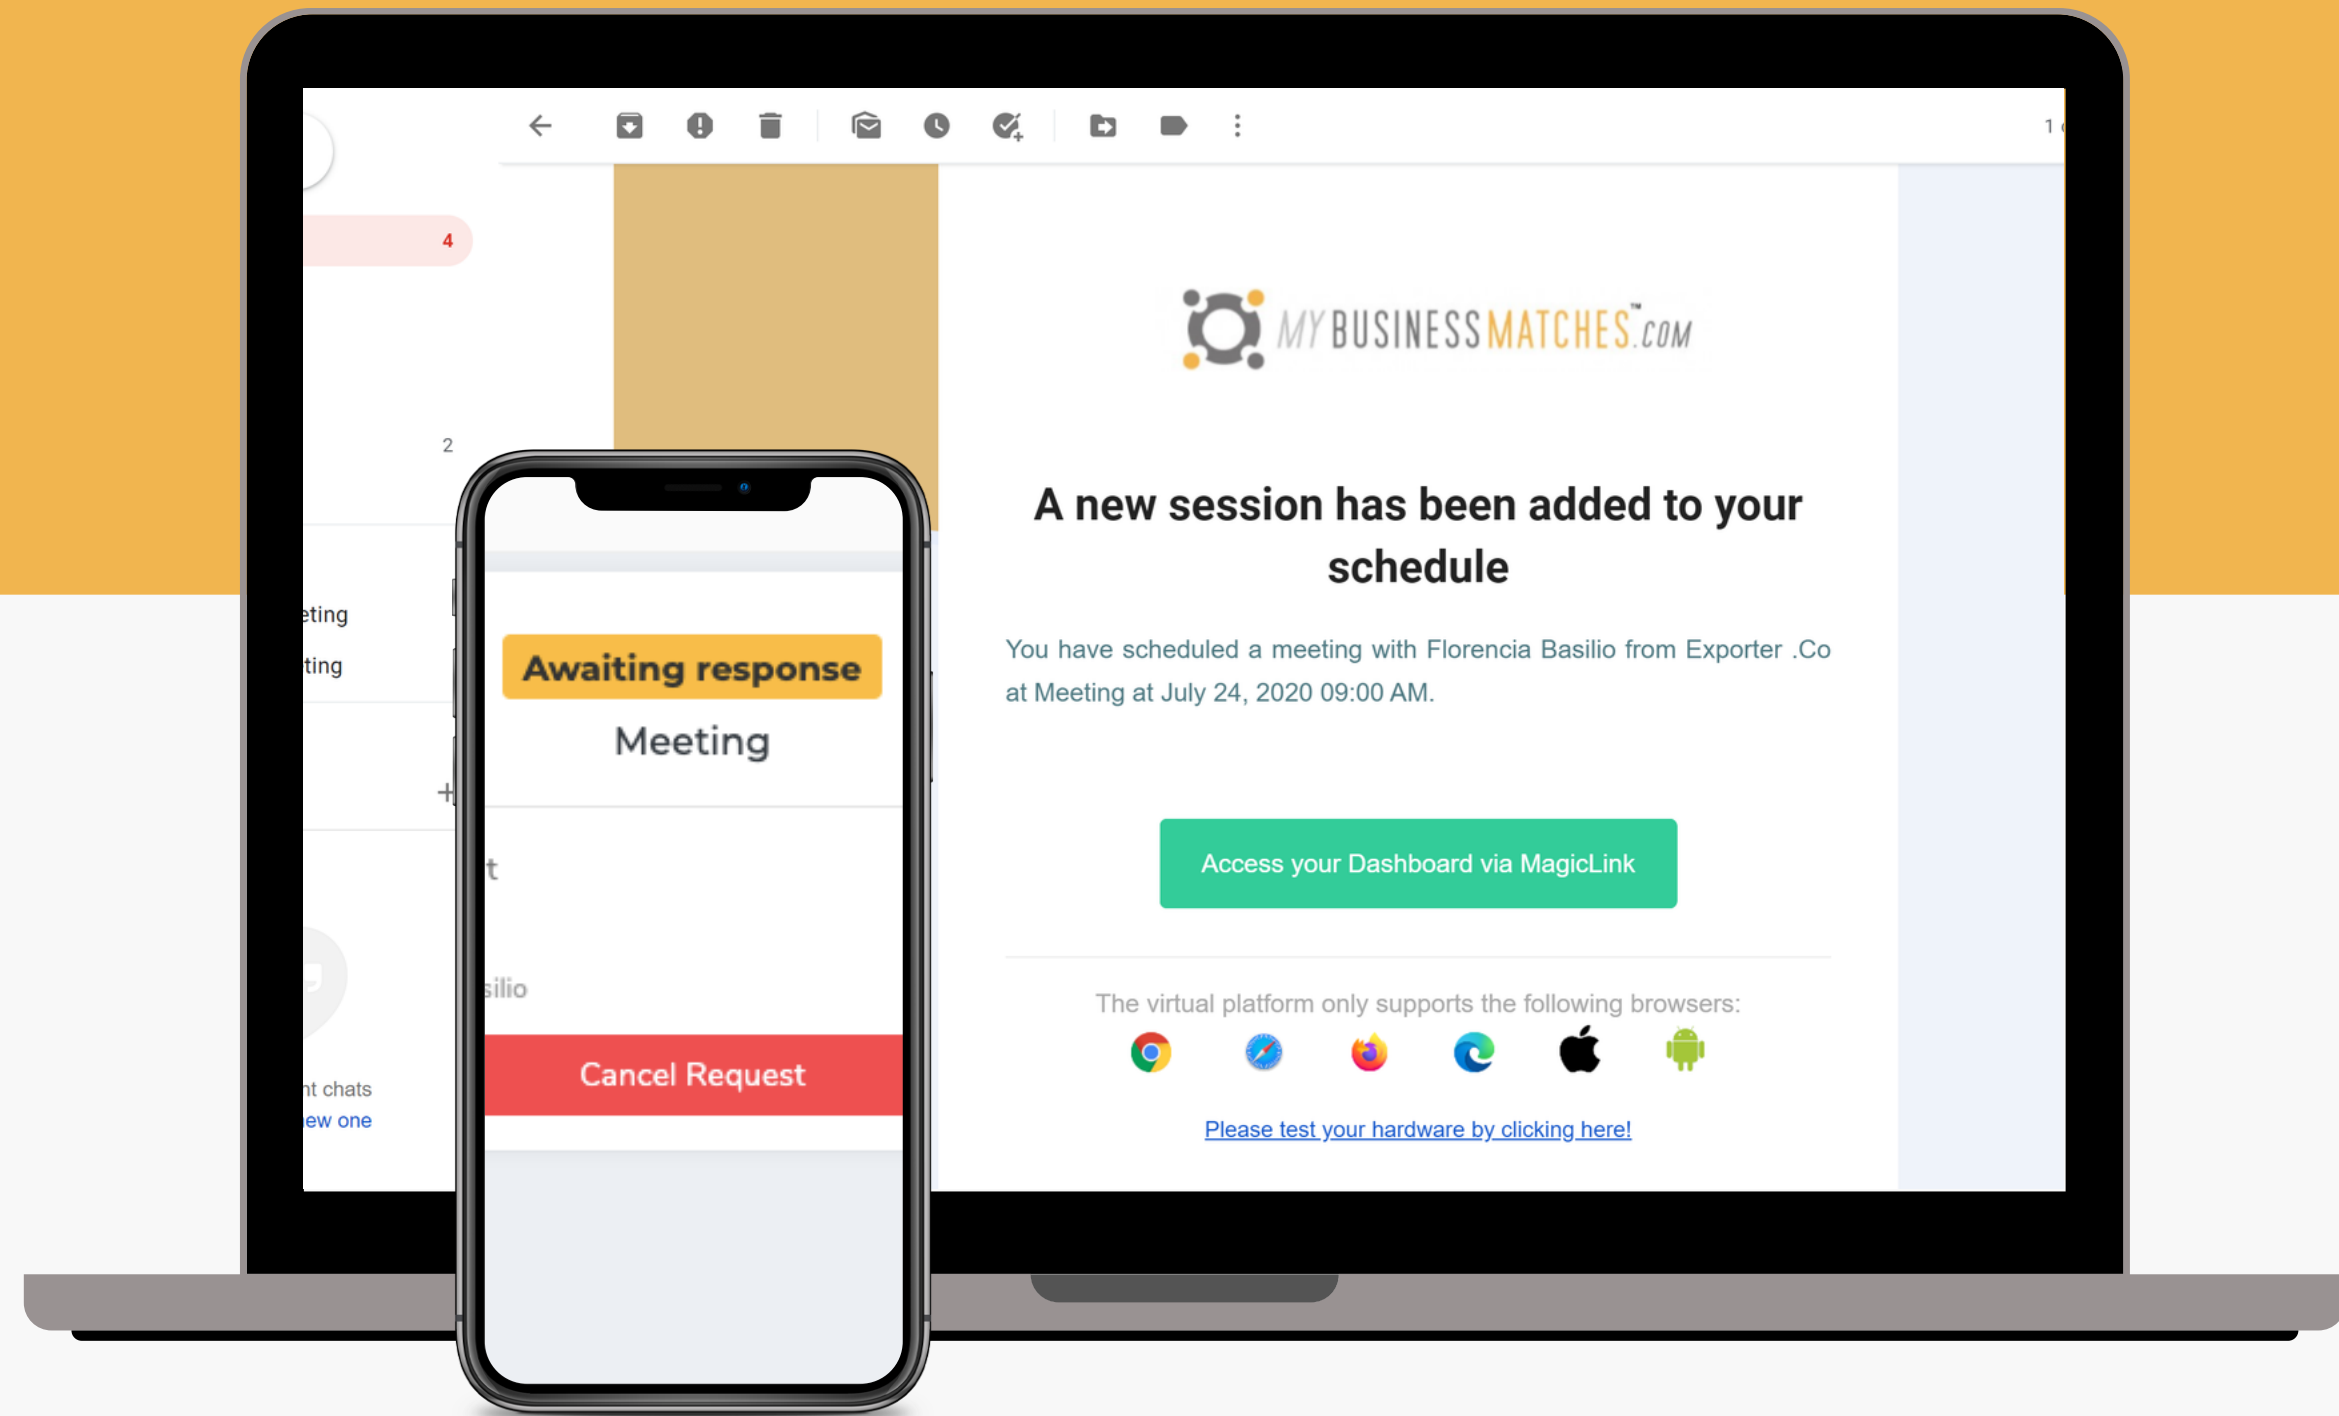 1
4
2
eting
ting
+
nt chats
ew one
MYBUSINESSMATCHES™.COM
A new session has been added to your
schedule
You have scheduled a meeting with Florencia Basilio from Exporter .Co
at Meeting at July 24, 2020 09:00 AM.
Access your Dashboard via MagicLink
The virtual platform only supports the following browsers:
Please test your hardware by clicking here!
Awaiting response
Meeting
t
silio
Cancel Request